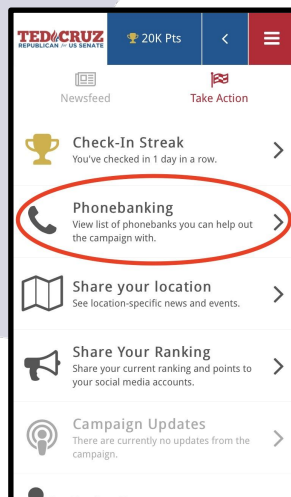 TED CRUZ
REPUBLICAN for US SENATE
20K Pts
Newsfeed
Take Action
Check-In Streak
You've checked in 1 day in a row.
Phonebanking
View list of phonebanks you can help out
the campaign with.
Share your location
See location-specific news and events.
Share Your Ranking
Share your current ranking and points to
your social media accounts.
Campaign Updates
There are currently no updates from the
campaign.